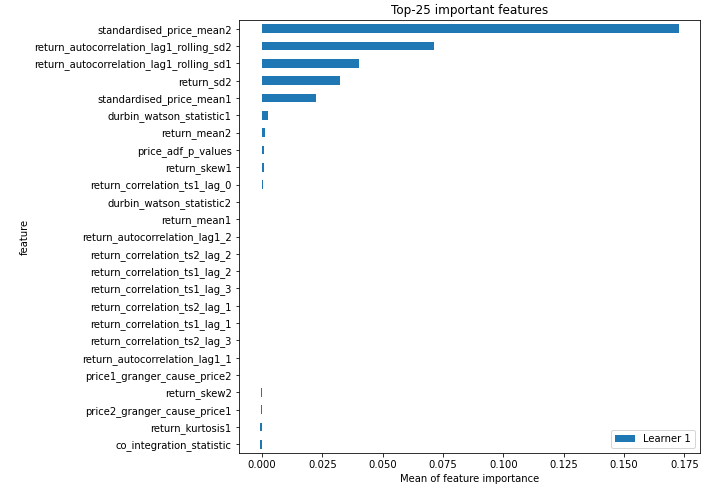 Top-25 important features
standardised_price_mean2
return_autocorrelation_lag1_rolling_sd2
return_autocorrelation_lag1_rolling_sd1
return_sd2
standardised_price_mean1
durbin_watson_statistic1
return_mean2
price_adf_p_values
return_skew1
return_correlation_ts1_lag_0
durbin_watson_statistic2
return_mean1
return_autocorrelation_lag1_2
return_correlation_ts2_lag_2
return_correlation_ts1_lag_2
return_correlation_ts1_lag_3
return_correlation_ts2_lag_1
return_correlation_ts1_lag_1
return_correlation_ts2_lag_3
return_autocorrelation_lag1_1
price1_granger_cause_price2
return_skew2
price2_granger_cause_price1
return_kurtosis1
co_integration_statistic
feature
Learner 1
0.000 0.025 0.050 0.075 0.100 0.125 0.150 0.175
Mean of feature importance